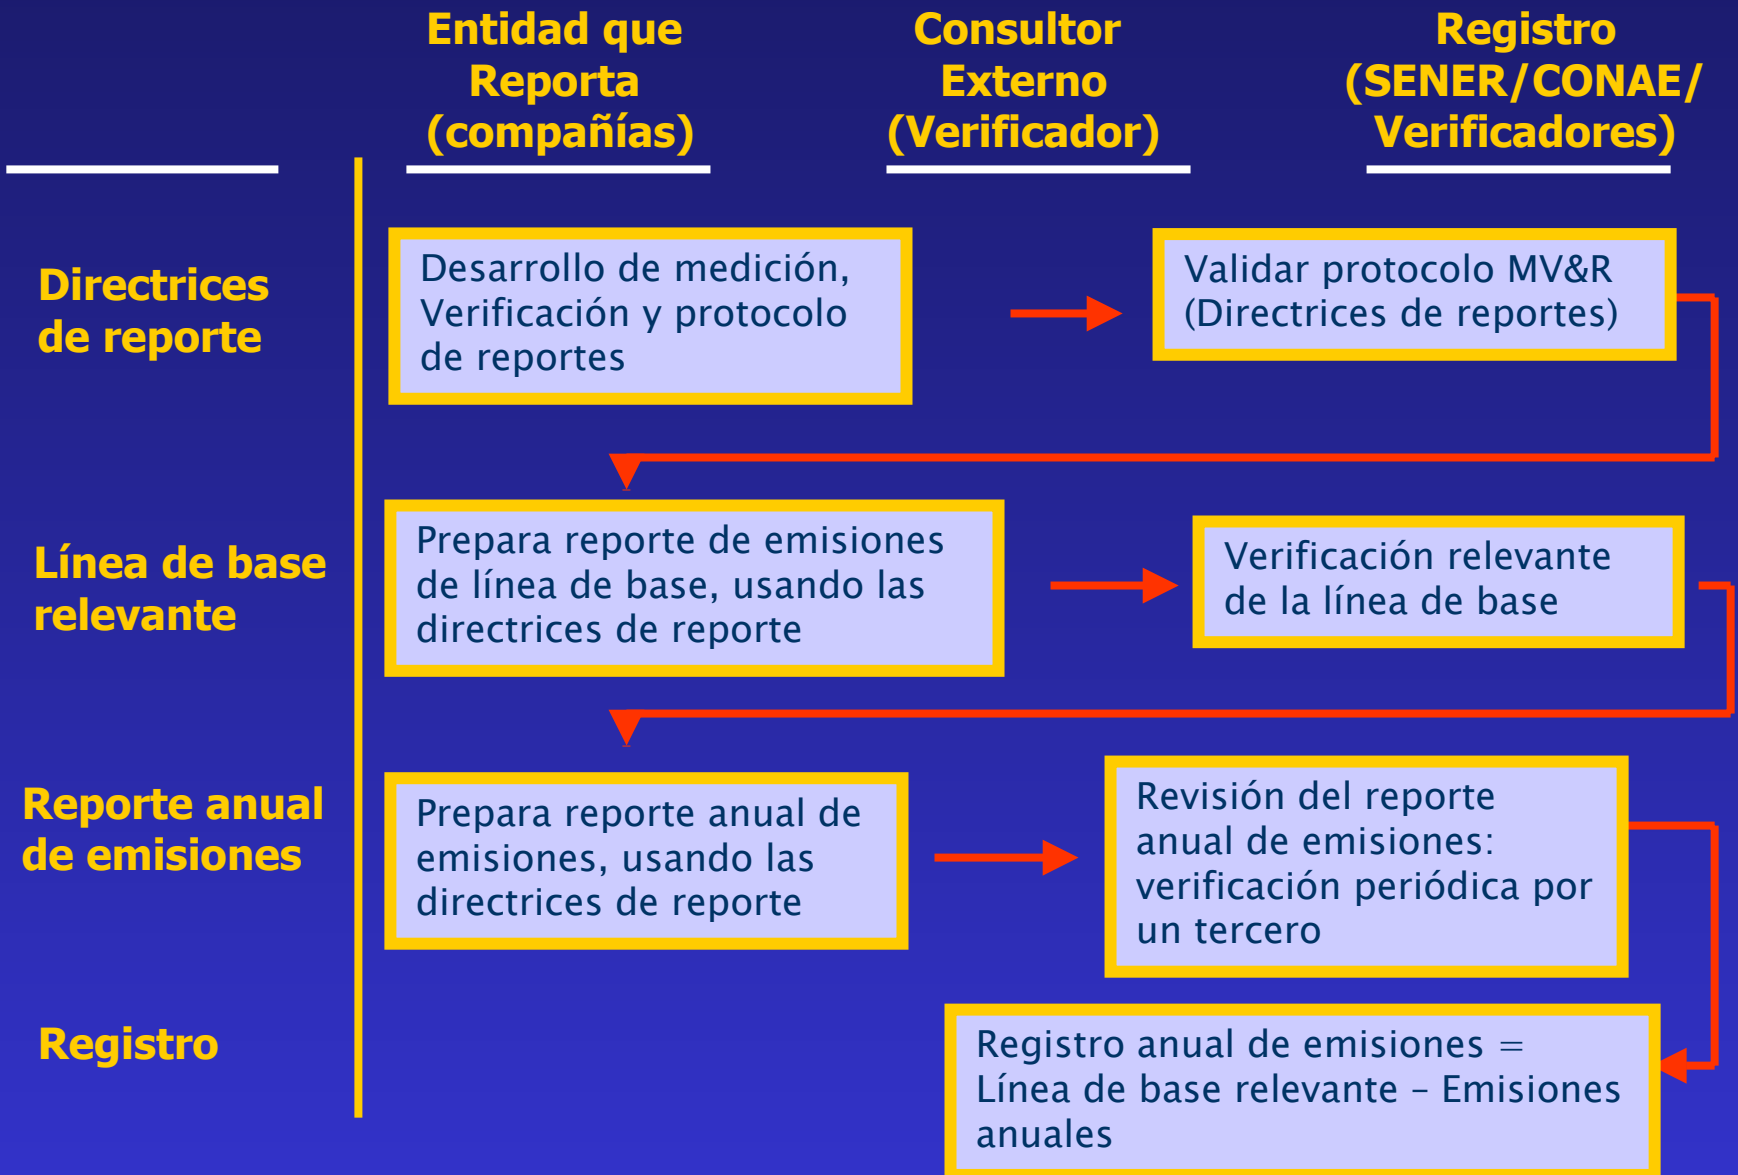 Entidad que
Reporta
(compañías)
Consultor
Externo
(Verificador)
Registro
(SENER/CONAE/
Verificadores)
Directrices
de reporte
Desarrollo de medición,
Verificación y protocolo
de reportes
Validar protocolo MV&R
(Directrices de reportes)
Línea de base
relevante
Prepara reporte de emisiones
de línea de base, usando las
directrices de reporte
Verificación relevante
de la línea de base
Reporte anual
de emisiones
Prepara reporte anual de
emisiones, usando las
directrices de reporte
Revisión del reporte
anual de emisiones:
verificación periódica por
un tercero
Registro
Registro anual de emisiones =
Línea de base relevante – Emisiones
anuales